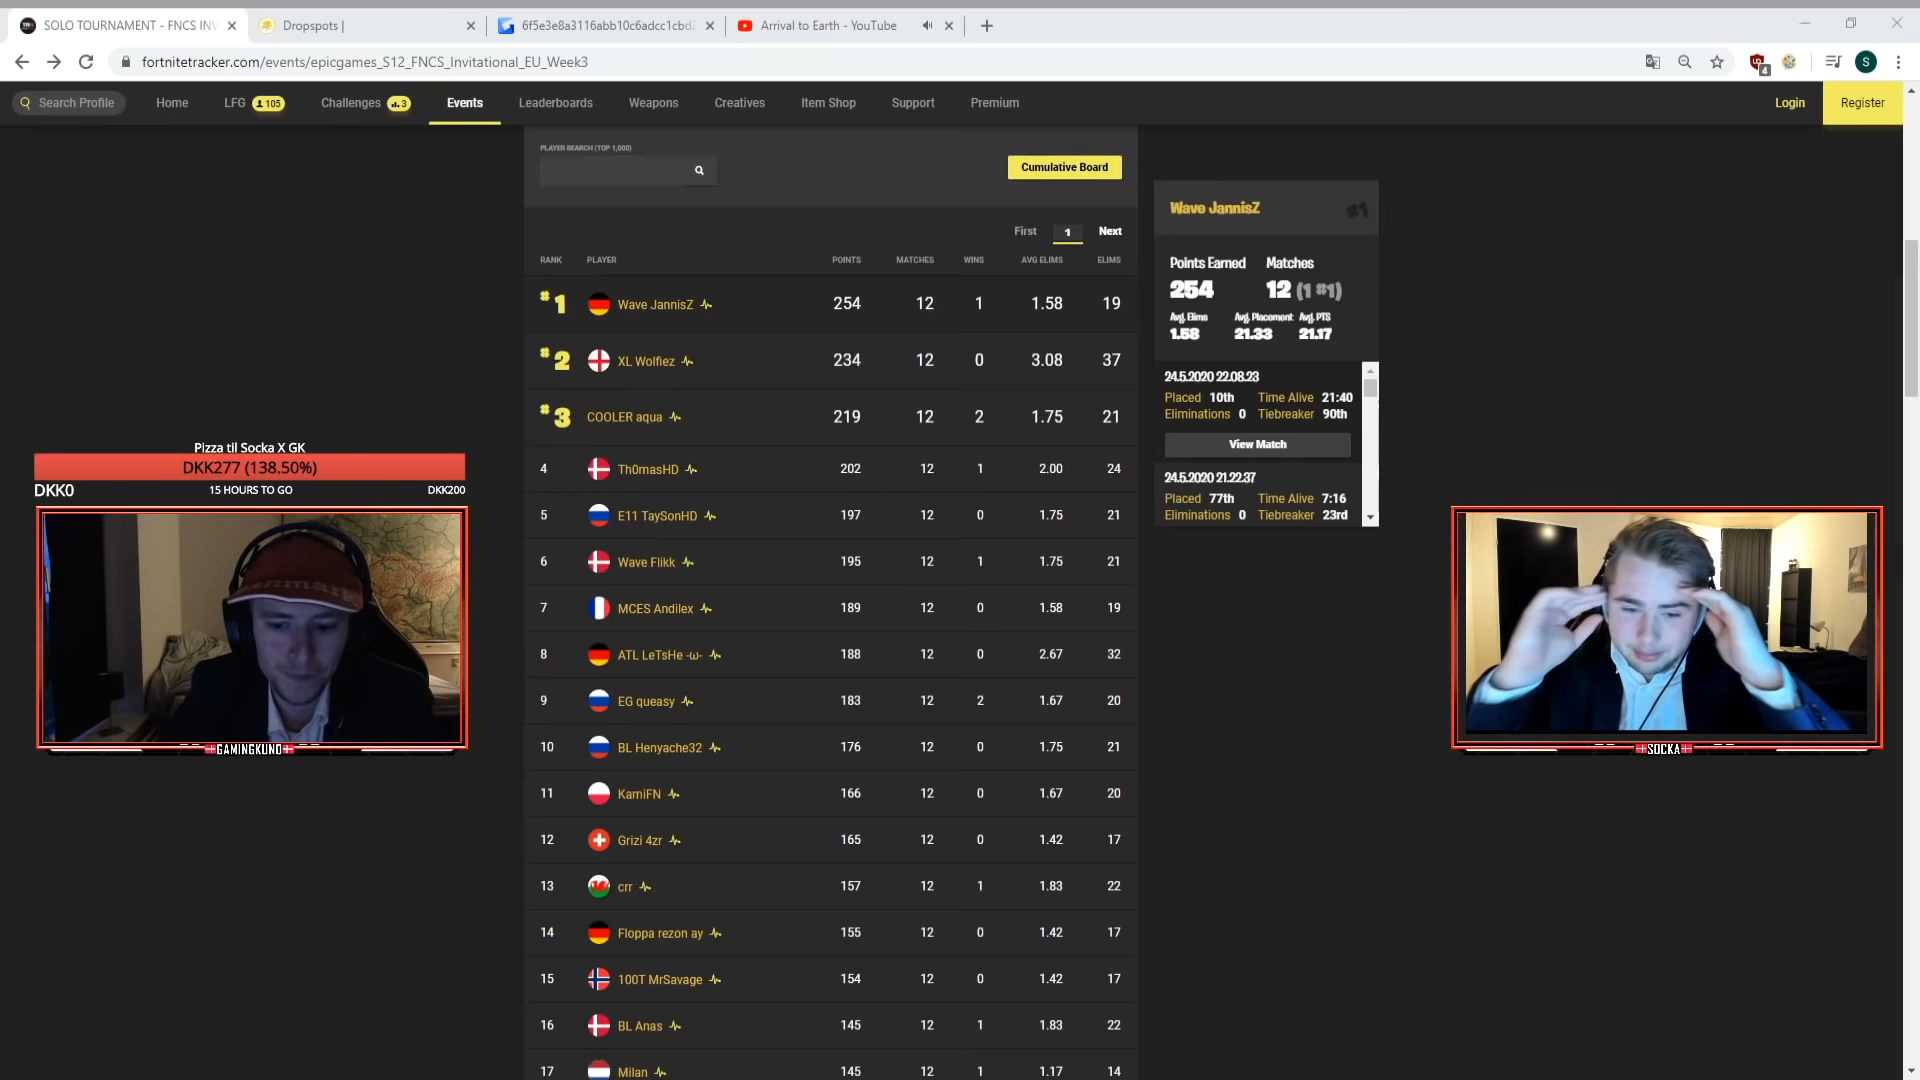 SOLO TOURNAMENT - FNCS INV
Dropspots |
6f5e3e8a3116abb10c6adcc1cbd
Arrival to Earth - YouTube
fortnitetracker.com/events/epicgames_S12_FNCS_Invitational_EU_Week3
4
S
Search Profile
Home
LFG 105
Challenges 3
Events
Leaderboards
Weapons
Creatives
Item Shop
Support
Premium
Login
Register
PLAYER SEARCH (TOP 1,000)
Cumulative Board
First 1 Next
RANK PLAYER POINTS MATCHES WINS AVG ELIMS ELIMS
#1 Wave JannisZ 254 12 1 1.58 19
#2 XL Wolfiez 234 12 0 3.08 37
#3 COOLER aqua 219 12 2 1.75 21
4 Th0masHD 202 12 1 2.00 24
5 E11 TaySonHD 197 12 0 1.75 21
6 Wave Flikk 195 12 1 1.75 21
7 MCES Andilex 189 12 0 1.58 19
8 ATL LeTsHe -ω- 188 12 0 2.67 32
9 EG queasy 183 12 2 1.67 20
10 BL Henyache32 176 12 0 1.75 21
11 KamiFN 166 12 0 1.67 20
12 Grizi 4zr 165 12 0 1.42 17
13 crr 157 12 1 1.83 22
14 Floppa rezon ay 155 12 0 1.42 17
15 100T MrSavage 154 12 0 1.42 17
16 BL Anas 145 12 1 1.83 22
17 Milan 145 12 1 1.17 14
Wave JannisZ #1
Points Earned Matches
254 12 (1 #1)
Avg. Elims Avg. Placement Avg. PTS
1.58 21.33 21.17
24.5.2020 22.08.23
Placed 10th Time Alive 21:40
Eliminations 0 Tiebreaker 90th
View Match
24.5.2020 21.22.37
Placed 77th Time Alive 7:16
Eliminations 0 Tiebreaker 23rd
Pizza til Socka X GK
DKK277 (138.50%)
DKK0 15 HOURS TO GO DKK200
GAMINGKUNO
SOCKA